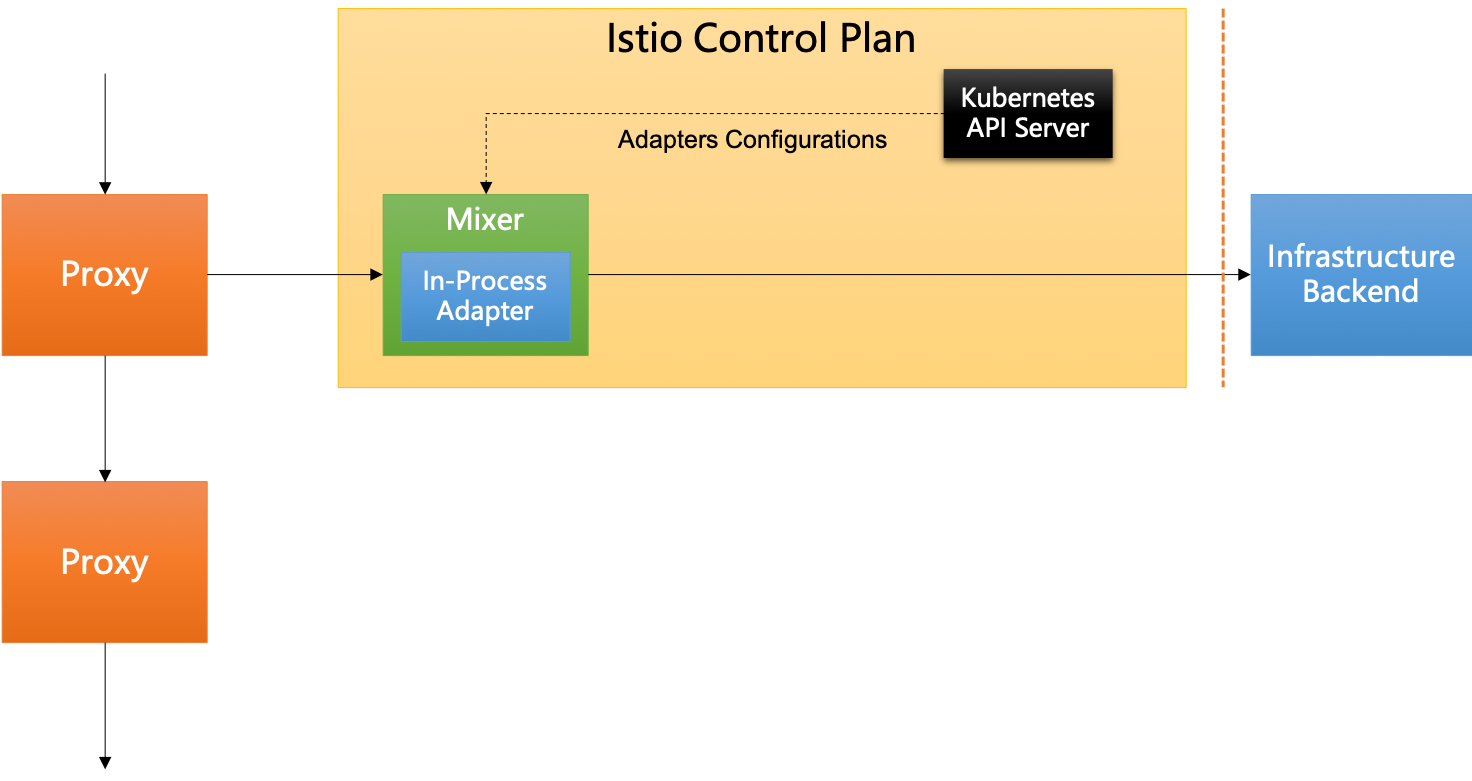 Istio Control Plan
Kubernetes
API Server
Adapters Configurations
Proxy
Mixer
In-Process
Adapter
Infrastructure
Backend
Proxy